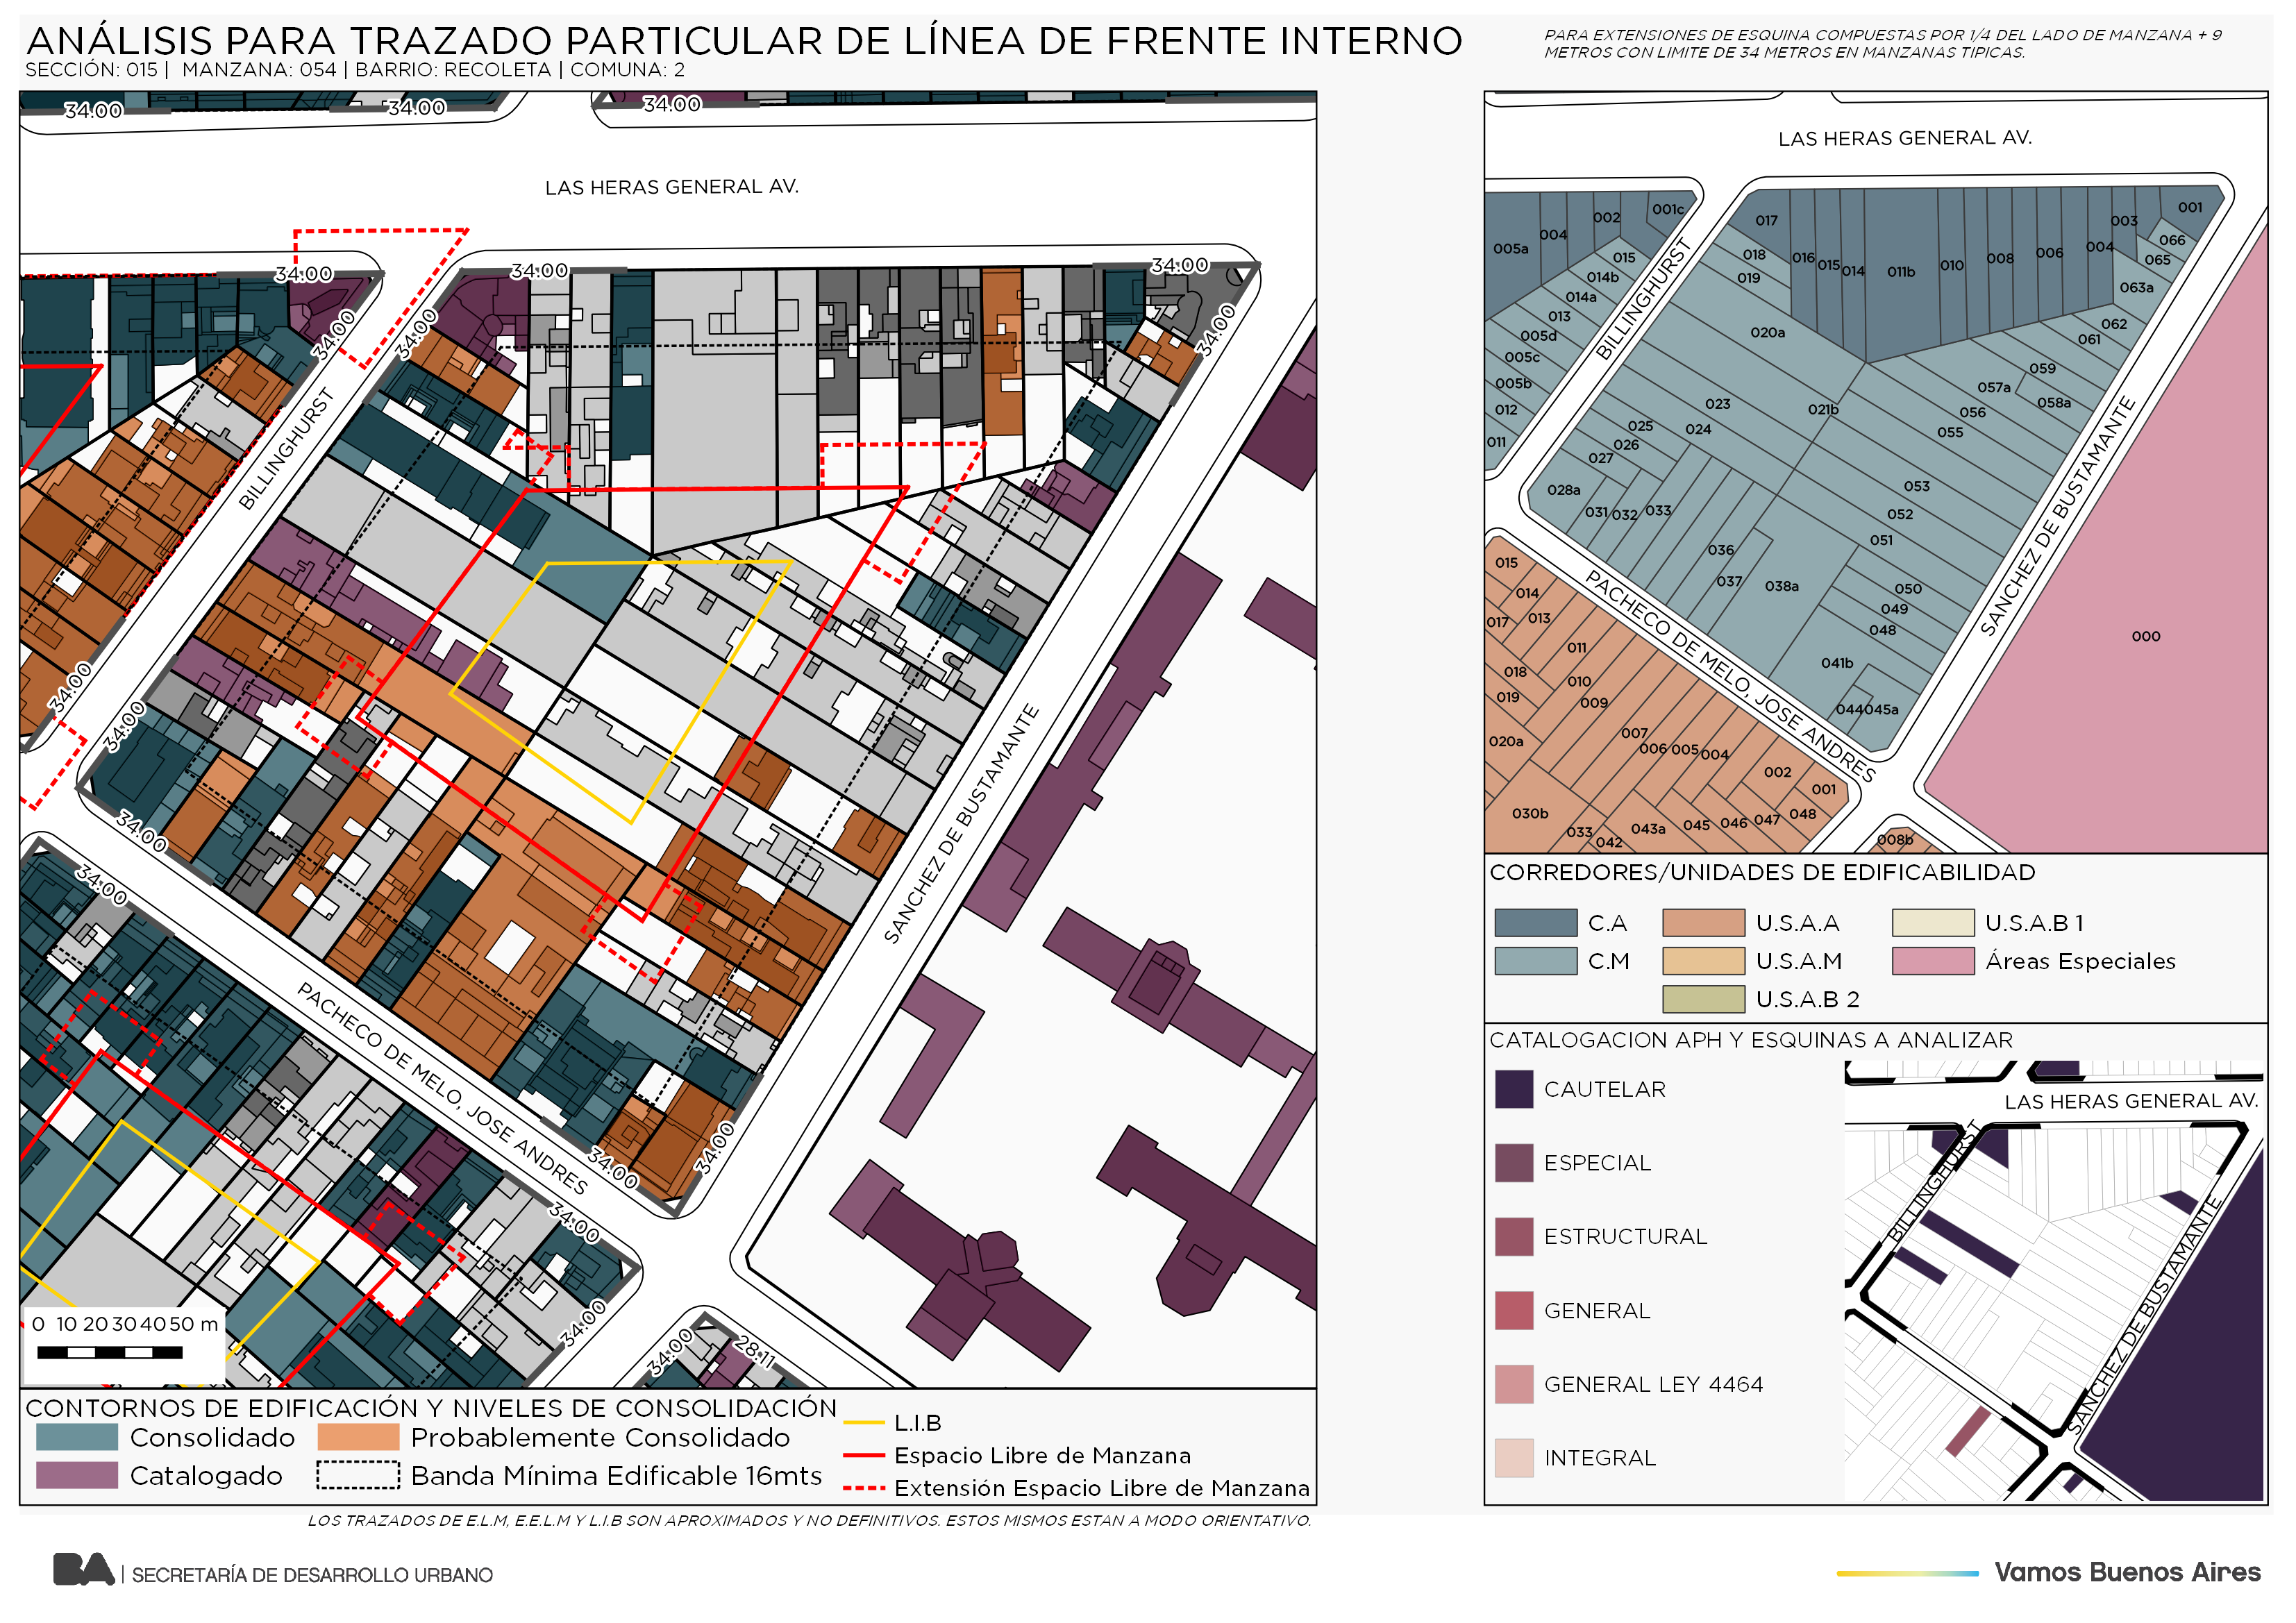 ANÁLISIS PARA TRAZADO PARTICULAR DE LÍNEA DE FRENTE INTERNO
SECCIÓN: 015 | MANZANA: 054 | BARRIO: RECOLETA | COMUNA: 2
PARA EXTENSIONES DE ESQUINA COMPUESTAS POR 1/4 DEL LADO DE MANZANA + 9
METROS CON LIMITE DE 34 METROS EN MANZANAS TIPICAS.
34.00
34.00
34.00
LAS HERAS GENERAL AV.
34.00
34.00
34.00
34.00
34.00
34.00
BILLINGHURST
34.00
34.00
34.00
34.00
SANCHEZ DE BUSTAMANTE
PACHECO DE MELO, JOSE ANDRES
34.00
34.00
34.00
34.00
34.00
28.11
0 10 20 30 40 50 m
CONTORNOS DE EDIFICACIÓN Y NIVELES DE CONSOLIDACIÓN
Consolidado
Probablemente Consolidado
Catalogado
Banda Mínima Edificable 16mts
L.I.B
Espacio Libre de Manzana
Extensión Espacio Libre de Manzana
LOS TRAZADOS DE E.L.M, E.E.L.M Y L.I.B SON APROXIMADOS Y NO DEFINITIVOS. ESTOS MISMOS ESTAN A MODO ORIENTATIVO.
LAS HERAS GENERAL AV.
BILLINGHURST
SANCHEZ DE BUSTAMANTE
PACHECO DE MELO, JOSE ANDRES
005a
004
002
001c
015
014b
014a
013
005d
005c
005b
012
011
017
018
019
016
015
014
011b
010
008
006
004
003
001
066
065
063a
062
061
059
057a
058a
056
055
053
052
051
050
049
048
041b
044
045a
020a
023
021b
024
025
026
027
028a
031
032
033
036
037
038a
000
015
014
013
017
011
018
010
019
009
007
006
005
004
020a
002
001
030b
033
042
043a
045
046
047
048
008b
CORREDORES/UNIDADES DE EDIFICABILIDAD
C.A
U.S.A.A
U.S.A.B 1
C.M
U.S.A.M
Áreas Especiales
U.S.A.B 2
CATALOGACION APH Y ESQUINAS A ANALIZAR
CAUTELAR
ESPECIAL
ESTRUCTURAL
GENERAL
GENERAL LEY 4464
INTEGRAL
LAS HERAS GENERAL AV.
BILLINGHURST
SANCHEZ DE BUSTAMANTE
BA | SECRETARÍA DE DESARROLLO URBANO
Vamos Buenos Aires